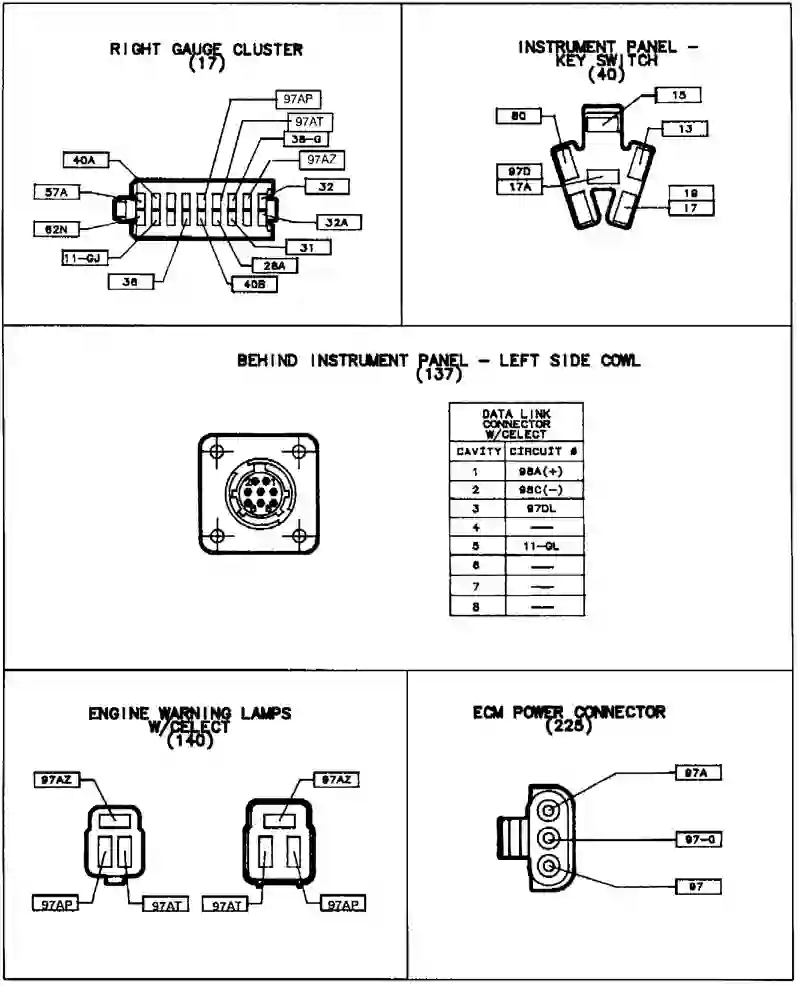 RIGHT GAUGE CLUSTER
(17)
97AP
97AT
38-G
97AZ
40A
57A
62N
11-GJ
36
32
32A
31
28A
40B
INSTRUMENT PANEL -
KEY SWITCH
(40)
15
80
13
97D
17A
19
17
BEHIND INSTRUMENT PANEL - LEFT SIDE COWL
(137)
2 1
DATA LINK
CONNECTOR
W/CELECT
CAVITY CIRCUIT #
1 98A(+)
2 98C(-)
3 97DL
4 —
5 11-GL
6 —
7 —
8 —
ENGINE WARNING LAMPS
W/CELECT
(140)
97AZ
97AZ
97AP
97AT
97AT
97AP
ECM POWER CONNECTOR
(225)
97A
97-G
97